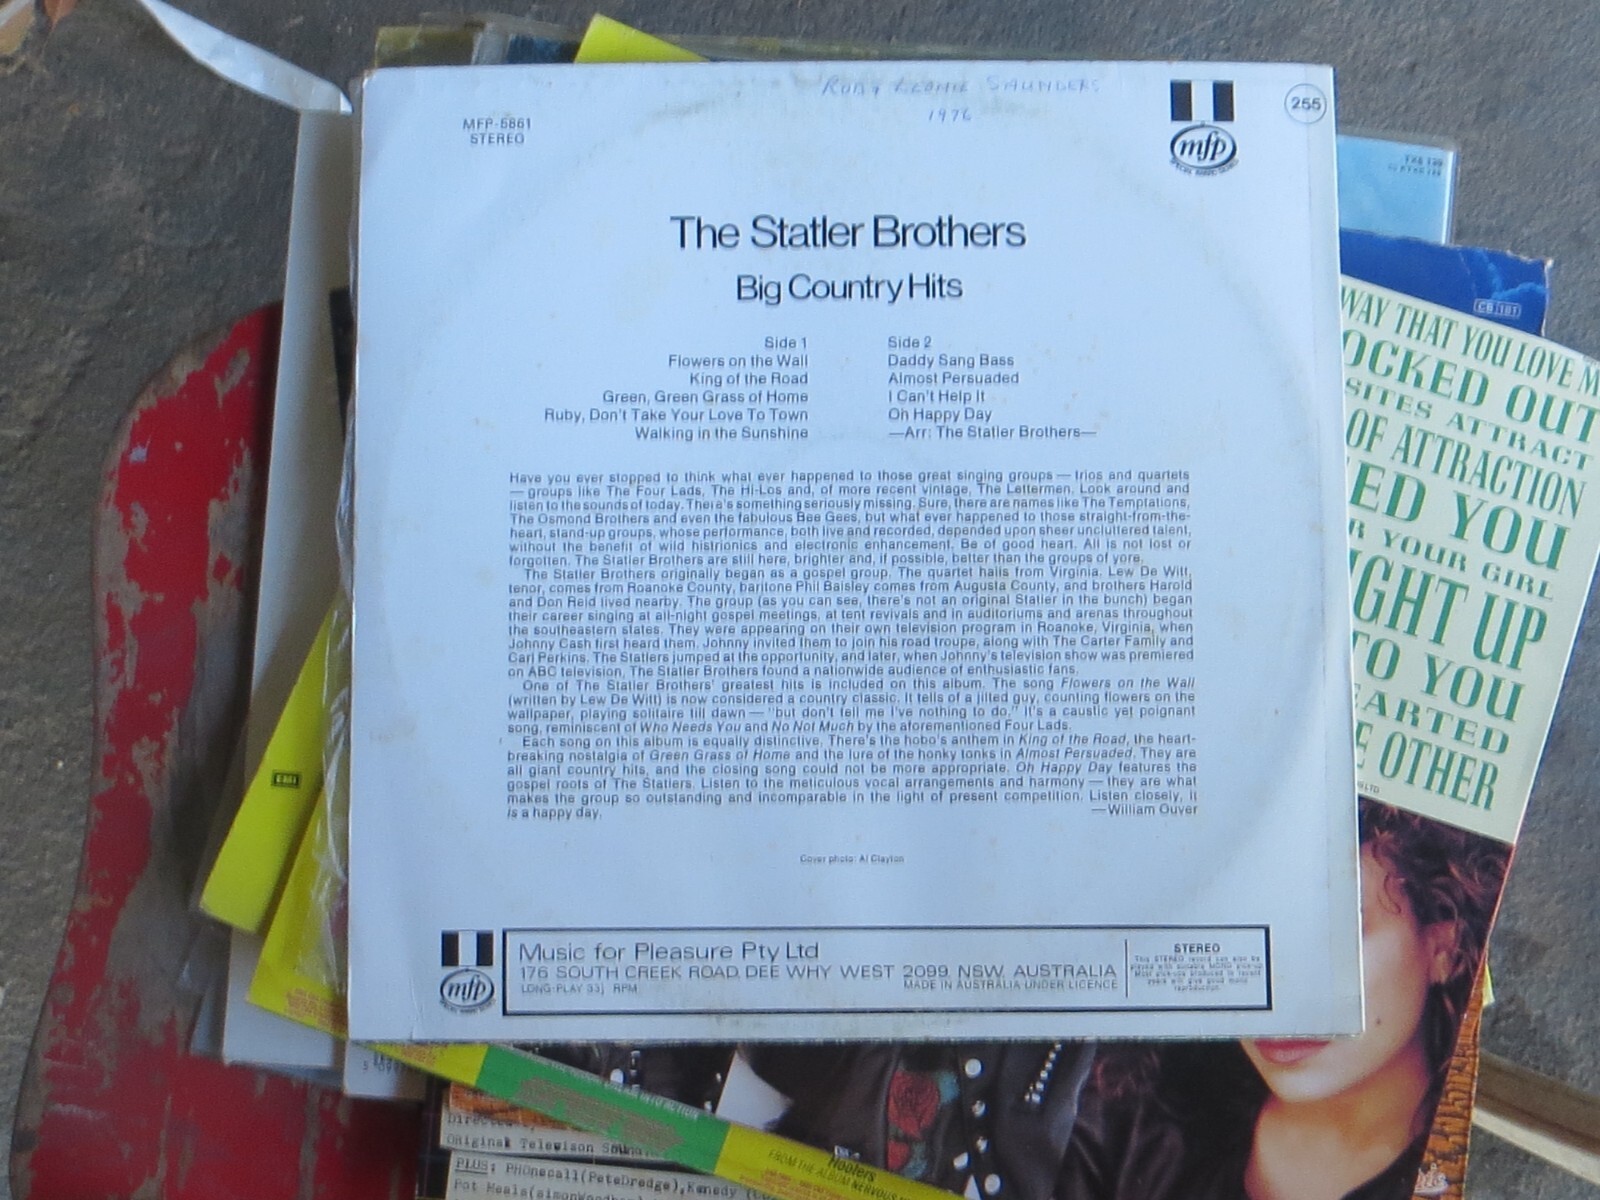 SAUNDERS
1976
MFP-5861
STEREO
mfp
255
The Statler Brothers
Big Country Hits
Side 1
Flowers on the Wall
King of the Road
Green, Green Grass of Home
Ruby, Don't Take Your Love To Town
Walking in the Sunshine
Side 2
Daddy Sang Bass
Almost Persuaded
I Can't Help It
Oh Happy Day
—Arr: The Statler Brothers—
Have you ever stopped to think what ever happened to those great singing groups — trios and quartets
— groups like The Four Lads, The Hi-Los and, of more recent vintage, The Lettermen. Look around and
listen to the sounds of today. There's something seriously missing. Sure, there are names like The Temptations,
The Osmond Brothers and even the fabulous Bee Gees, but what ever happened to those straight-from-the-
heart, stand-up groups, whose performance, both live and recorded, depended upon sheer uncluttered talent,
without the benefit of wild histrionics and electronic enhancement. Be of good heart. All is not lost or
forgotten. The Statler Brothers are still here, brighter and, if possible, better than the groups of yore.
The Statler Brothers originally began as a gospel group. The quartet hails from Virginia. Lew De Witt,
tenor, comes from Roanoke County, baritone Phil Balsley comes from Augusta County, and brothers Harold
and Don Reid lived nearby. The group (as you can see, there's not an original Statler in the bunch) began
their career singing at all-night gospel meetings, at tent revivals and in auditoriums and arenas throughout
the southeastern states. They were appearing on their own television program in Roanoke, Virginia, when
Johnny Cash first heard them. Johnny invited them to join his road troupe, along with The Carter Family and
Carl Perkins. The Statlers jumped at the opportunity, and later, when Johnny's television show was premiered
on ABC television, The Statler Brothers found a nationwide audience of enthusiastic fans.
One of The Statler Brothers' greatest hits is included on this album. The song Flowers on the Wall
(written by Lew De Witt) is now considered a country classic. It tells of a jilted guy, counting flowers on the
wallpaper, playing solitaire till dawn — "but don't tell me I've nothing to do." It's a caustic yet poignant
song, reminiscent of Who Needs You and No Not Much by the aforementioned Four Lads.
Each song on this album is equally distinctive. There's the hobo's anthem in King of the Road, the heart-
breaking nostalgia of Green Grass of Home and the lure of the honky tonks in Almost Persuaded. They are
all giant country hits, and the closing song could not be more appropriate. Oh Happy Day features the
gospel roots of The Statlers. Listen to the meticulous vocal arrangements and harmony — they are what
makes the group so outstanding and incomparable in the light of present competition. Listen closely, it
is a happy day.
—William Ouver
Cover photo: Al Clayton
mfp
Music for Pleasure Pty Ltd
176 SOUTH CREEK ROAD, DEE WHY WEST 2099, NSW, AUSTRALIA
LONG-PLAY 33⅓ RPM
MADE IN AUSTRALIA UNDER LICENCE
STEREO
CB 181
WAY THAT YOU LOVE M
OCKED OUT
SITES ATTRACT
OF ATTRACTION
ED YOU
R YOUR GIRL
IGHT UP
TO YOU
EARTED
E OTHER
EMI
INTO ACTION
Hooters
FROM THE ALBUM NERVOUS
Original Televison
PLUS: PHOnecall(PeteDredge),Kenedy
Pot Meals(simon